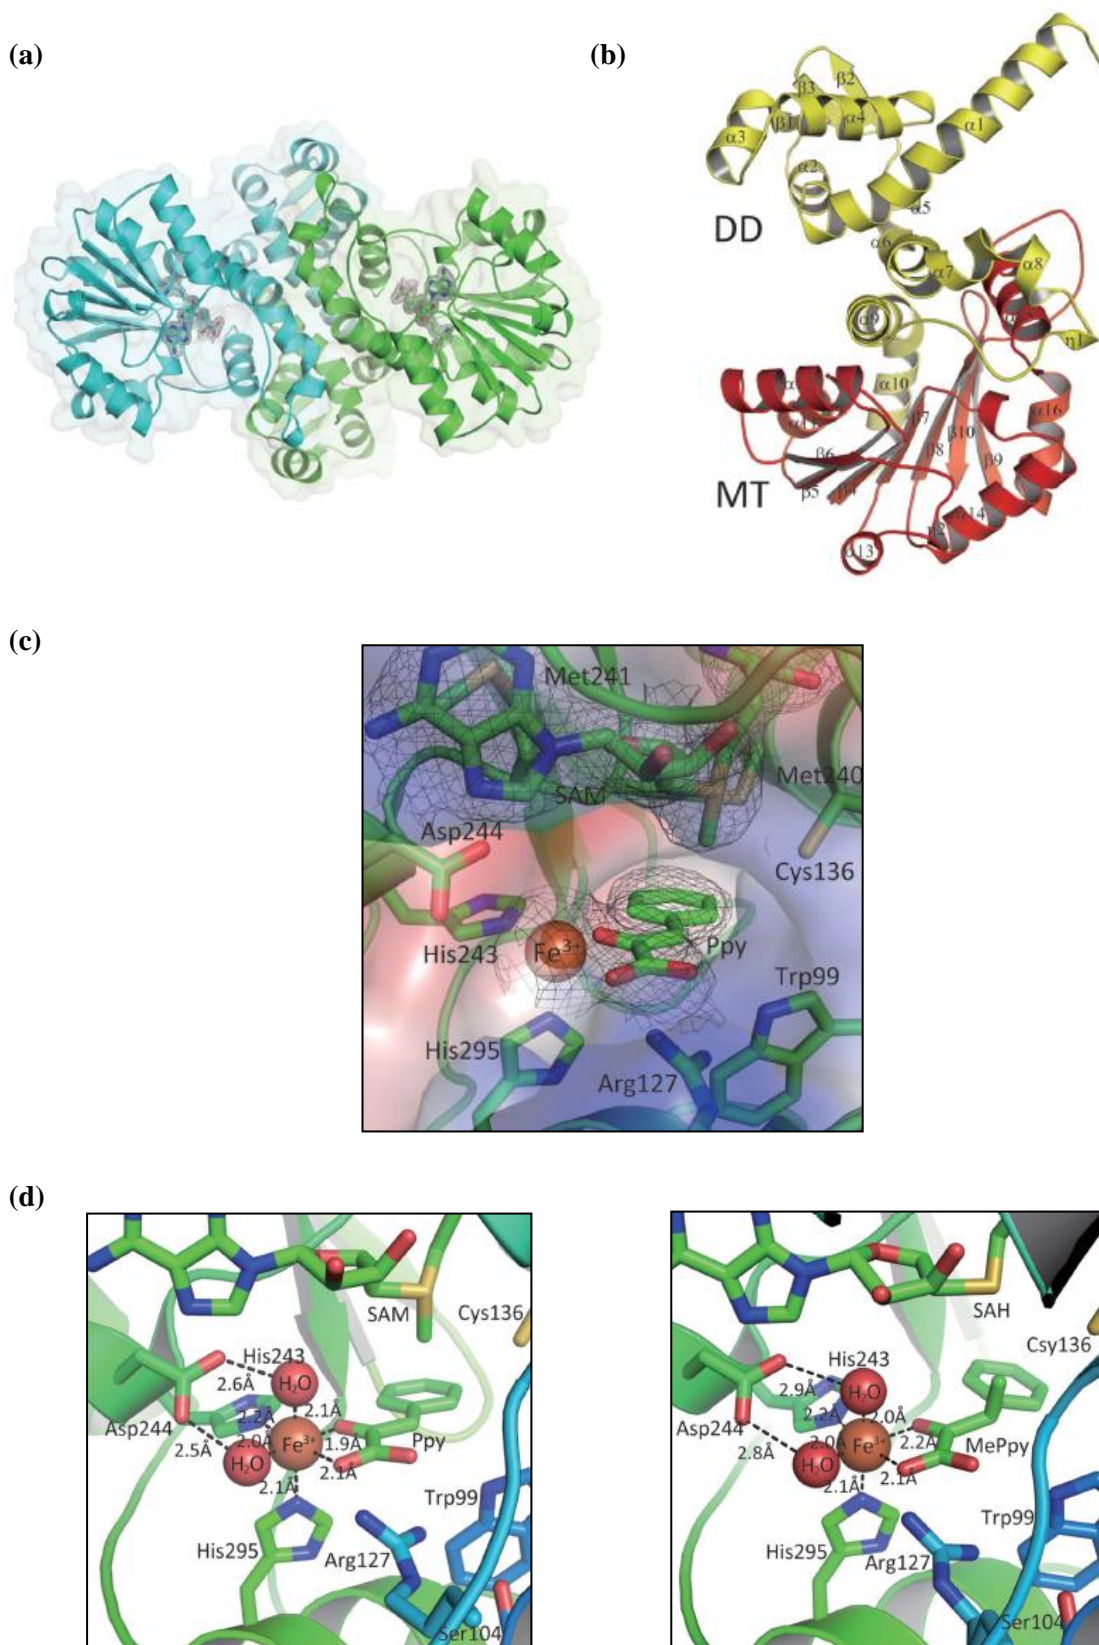 (a)
(b)
β2
β3
β1
α4
α1
α3
α2
α5
DD
α6
α7
α8
α9
η1
α10
α16
β7
β10
β6
β8
β9
MT
β5
β4
α14
η2
α13
(c)
Met241
Met240
SAM
Asp244
Cys136
His243
Fe³⁺
Ppy
Trp99
His295
Arg127
(d)
SAM
Cys136
His243
H₂O
2.6Å
2.2Å
2.1Å
Asp244
Ppy
2.0Å
Fe³⁺
1.9Å
2.5Å
H₂O
2.1Å
2.1Å
Trp99
His295
Arg127
Ser104
SAH
Csy136
His243
2.9Å
H₂O
2.2Å
2.0Å
Asp244
2.0Å
Fe³⁺
2.2Å
MePpy
2.8Å
H₂O
2.1Å
2.1Å
Trp99
His295
Arg127
Ser104